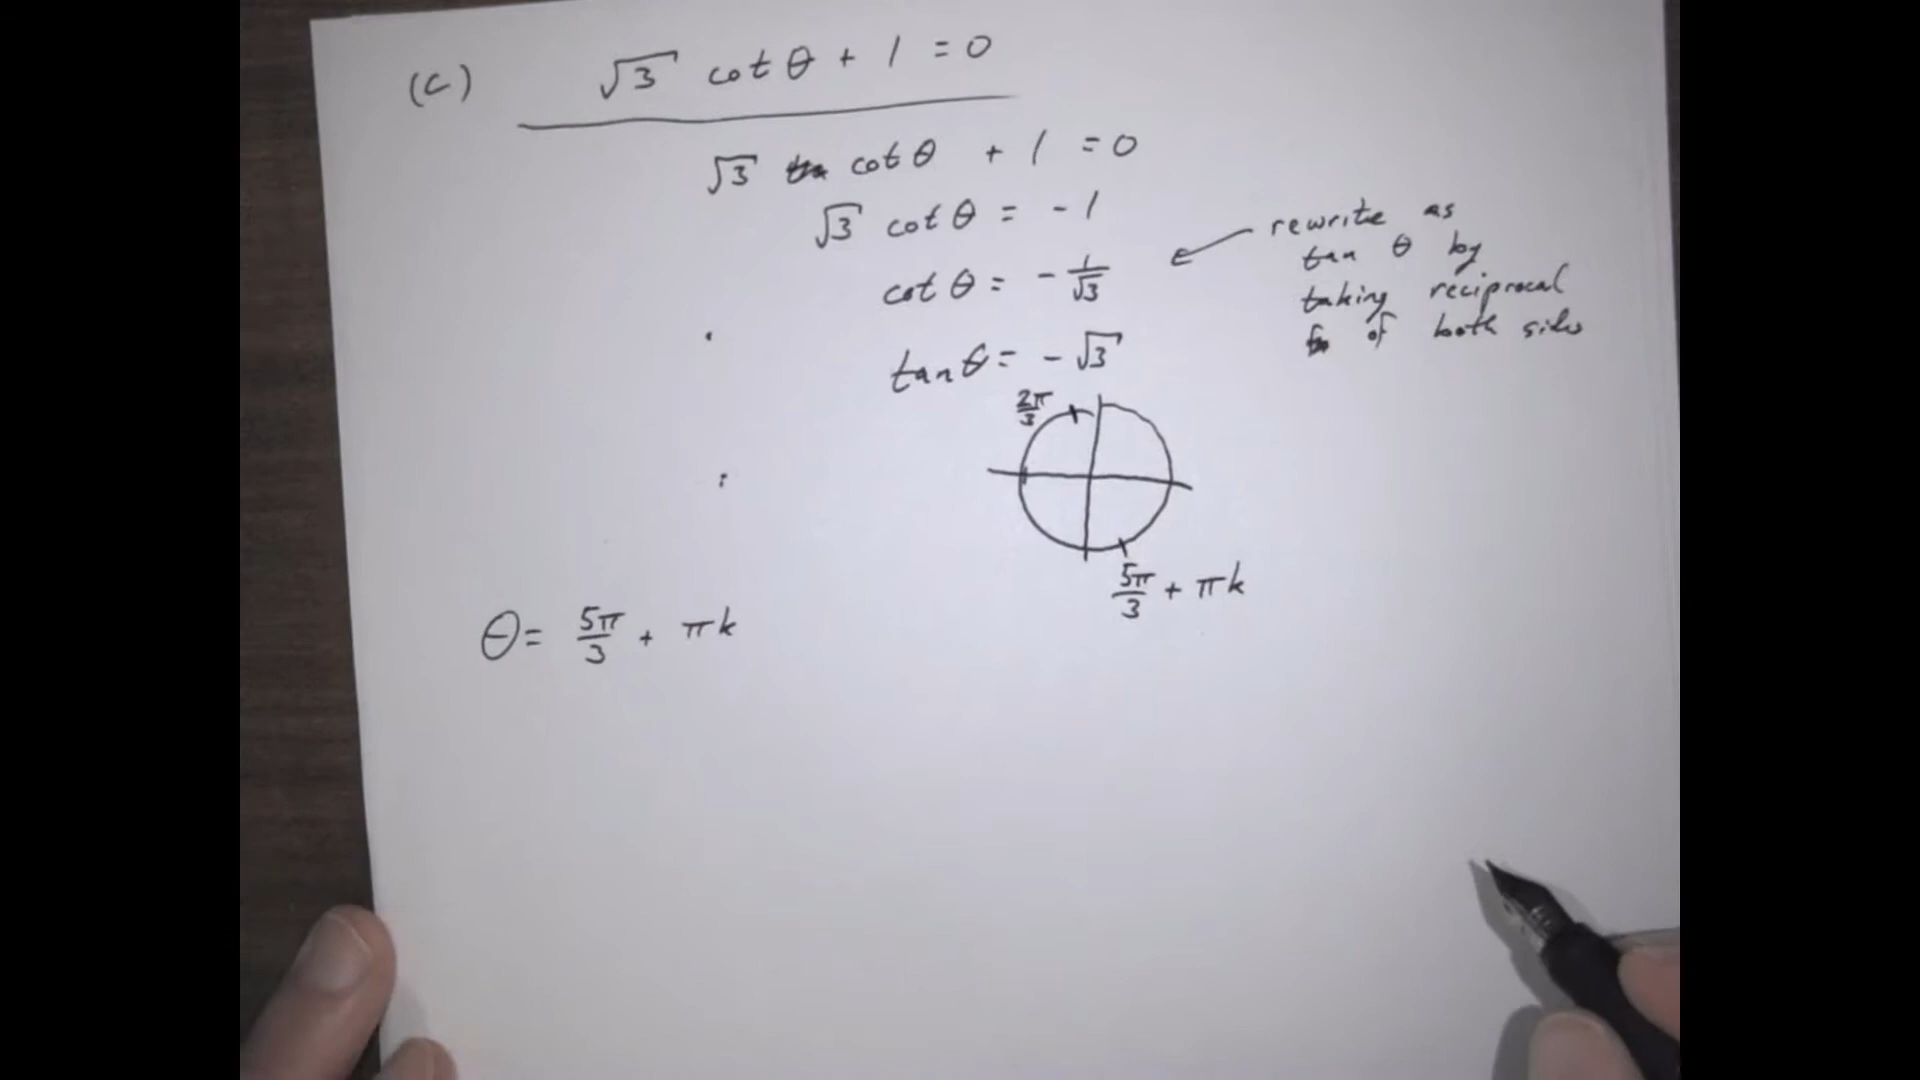 (c) √3 cot θ + 1 = 0
√3 cot θ + 1 = 0
√3 cot θ = - 1
cot θ = - 1/√3
rewrite as
tan θ by
taking reciprocal
of both sides
tan θ = - √3
2π/3
5π/3 + πk
θ = 5π/3 + πk